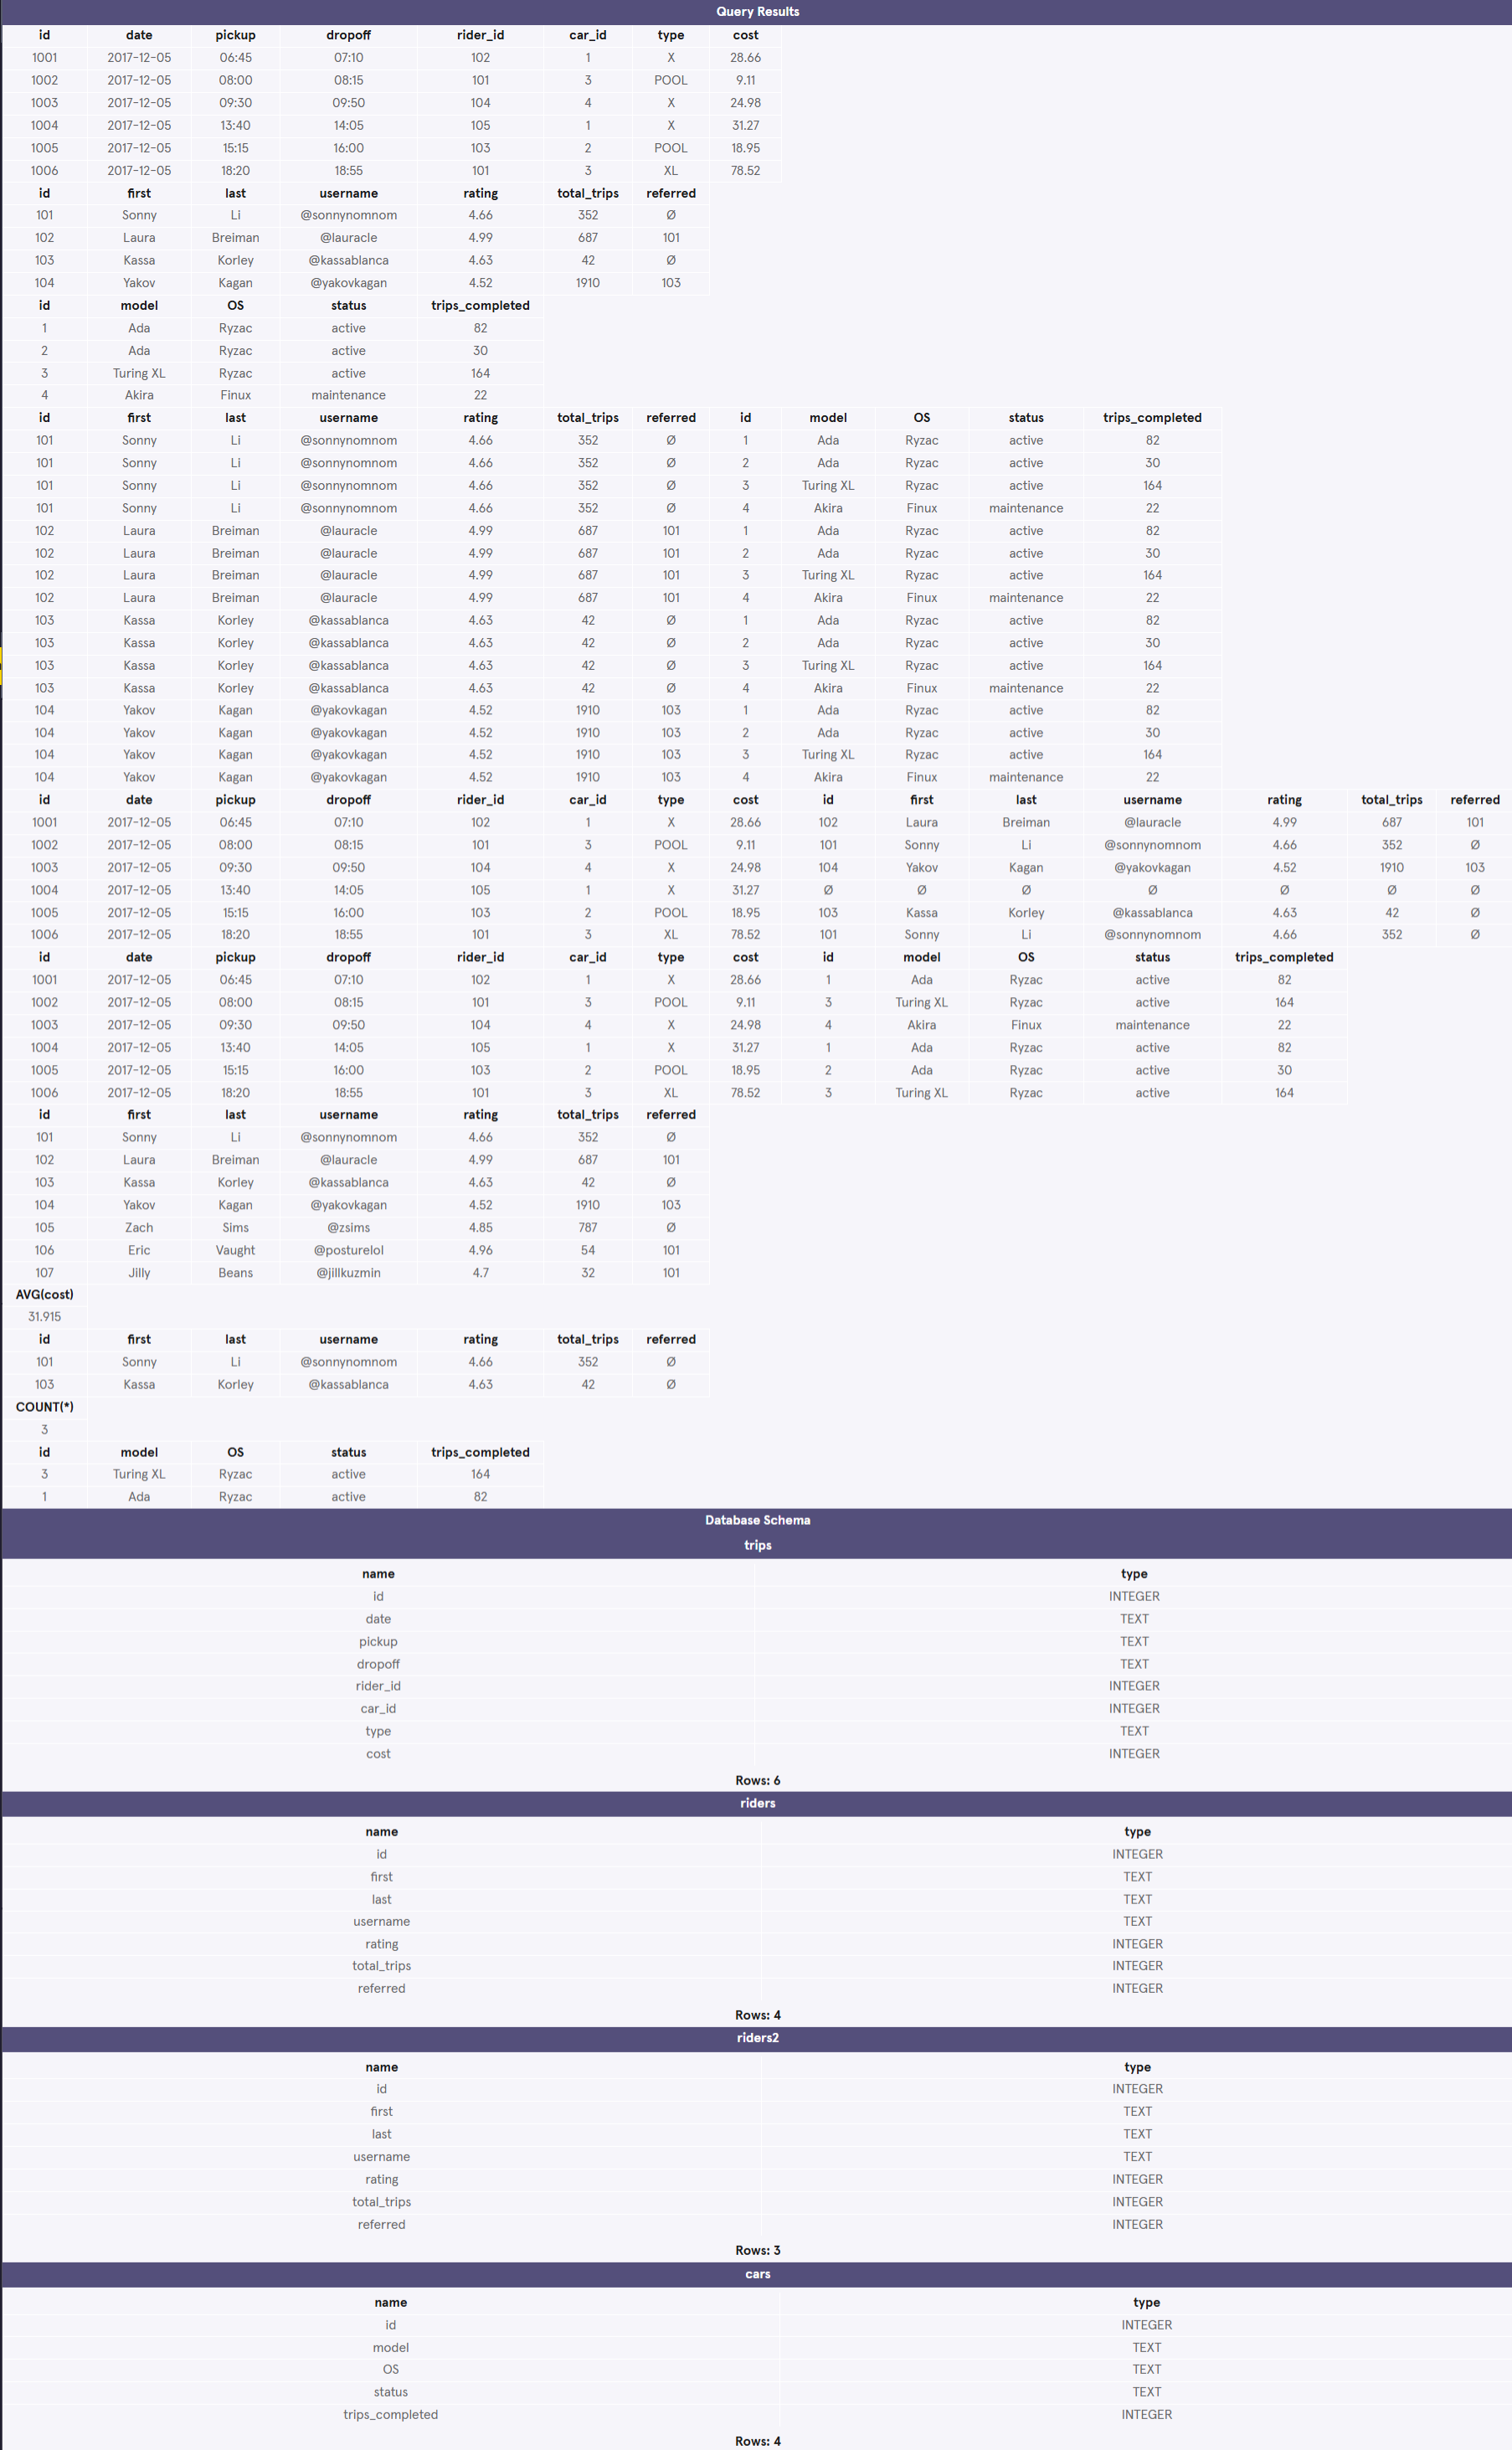 Query Results
id date pickup dropoff rider_id car_id type cost
1001 2017-12-05 06:45 07:10 102 1 X 28.66
1002 2017-12-05 08:00 08:15 101 3 POOL 9.11
1003 2017-12-05 09:30 09:50 104 4 X 24.98
1004 2017-12-05 13:40 14:05 105 1 X 31.27
1005 2017-12-05 15:15 16:00 103 2 POOL 18.95
1006 2017-12-05 18:20 18:55 101 3 XL 78.52
id first last username rating total_trips referred
101 Sonny Li @sonnynomnom 4.66 352 Ø
102 Laura Breiman @lauracle 4.99 687 101
103 Kassa Korley @kassablanca 4.63 42 Ø
104 Yakov Kagan @yakovkagan 4.52 1910 103
id model OS status trips_completed
1 Ada Ryzac active 82
2 Ada Ryzac active 30
3 Turing XL Ryzac active 164
4 Akira Finux maintenance 22
id first last username rating total_trips referred id model OS status trips_completed
101 Sonny Li @sonnynomnom 4.66 352 Ø 1 Ada Ryzac active 82
101 Sonny Li @sonnynomnom 4.66 352 Ø 2 Ada Ryzac active 30
101 Sonny Li @sonnynomnom 4.66 352 Ø 3 Turing XL Ryzac active 164
101 Sonny Li @sonnynomnom 4.66 352 Ø 4 Akira Finux maintenance 22
102 Laura Breiman @lauracle 4.99 687 101 1 Ada Ryzac active 82
102 Laura Breiman @lauracle 4.99 687 101 2 Ada Ryzac active 30
102 Laura Breiman @lauracle 4.99 687 101 3 Turing XL Ryzac active 164
102 Laura Breiman @lauracle 4.99 687 101 4 Akira Finux maintenance 22
103 Kassa Korley @kassablanca 4.63 42 Ø 1 Ada Ryzac active 82
103 Kassa Korley @kassablanca 4.63 42 Ø 2 Ada Ryzac active 30
103 Kassa Korley @kassablanca 4.63 42 Ø 3 Turing XL Ryzac active 164
103 Kassa Korley @kassablanca 4.63 42 Ø 4 Akira Finux maintenance 22
104 Yakov Kagan @yakovkagan 4.52 1910 103 1 Ada Ryzac active 82
104 Yakov Kagan @yakovkagan 4.52 1910 103 2 Ada Ryzac active 30
104 Yakov Kagan @yakovkagan 4.52 1910 103 3 Turing XL Ryzac active 164
104 Yakov Kagan @yakovkagan 4.52 1910 103 4 Akira Finux maintenance 22
id date pickup dropoff rider_id car_id type cost id first last username rating total_trips referred
1001 2017-12-05 06:45 07:10 102 1 X 28.66 102 Laura Breiman @lauracle 4.99 687 101
1002 2017-12-05 08:00 08:15 101 3 POOL 9.11 101 Sonny Li @sonnynomnom 4.66 352 Ø
1003 2017-12-05 09:30 09:50 104 4 X 24.98 104 Yakov Kagan @yakovkagan 4.52 1910 103
1004 2017-12-05 13:40 14:05 105 1 X 31.27 Ø Ø Ø Ø Ø Ø Ø
1005 2017-12-05 15:15 16:00 103 2 POOL 18.95 103 Kassa Korley @kassablanca 4.63 42 Ø
1006 2017-12-05 18:20 18:55 101 3 XL 78.52 101 Sonny Li @sonnynomnom 4.66 352 Ø
id date pickup dropoff rider_id car_id type cost id model OS status trips_completed
1001 2017-12-05 06:45 07:10 102 1 X 28.66 1 Ada Ryzac active 82
1002 2017-12-05 08:00 08:15 101 3 POOL 9.11 3 Turing XL Ryzac active 164
1003 2017-12-05 09:30 09:50 104 4 X 24.98 4 Akira Finux maintenance 22
1004 2017-12-05 13:40 14:05 105 1 X 31.27 1 Ada Ryzac active 82
1005 2017-12-05 15:15 16:00 103 2 POOL 18.95 2 Ada Ryzac active 30
1006 2017-12-05 18:20 18:55 101 3 XL 78.52 3 Turing XL Ryzac active 164
id first last username rating total_trips referred
101 Sonny Li @sonnynomnom 4.66 352 Ø
102 Laura Breiman @lauracle 4.99 687 101
103 Kassa Korley @kassablanca 4.63 42 Ø
104 Yakov Kagan @yakovkagan 4.52 1910 103
105 Zach Sims @zsims 4.85 787 Ø
106 Eric Vaught @posturelol 4.96 54 101
107 Jilly Beans @jillkuzmin 4.7 32 101
AVG(cost)
31.915
id first last username rating total_trips referred
101 Sonny Li @sonnynomnom 4.66 352 Ø
103 Kassa Korley @kassablanca 4.63 42 Ø
COUNT(*)
3
id model OS status trips_completed
3 Turing XL Ryzac active 164
1 Ada Ryzac active 82
Database Schema
trips
name type
id INTEGER
date TEXT
pickup TEXT
dropoff TEXT
rider_id INTEGER
car_id INTEGER
type TEXT
cost INTEGER
Rows: 6
riders
name type
id INTEGER
first TEXT
last TEXT
username TEXT
rating INTEGER
total_trips INTEGER
referred INTEGER
Rows: 4
riders2
name type
id INTEGER
first TEXT
last TEXT
username TEXT
rating INTEGER
total_trips INTEGER
referred INTEGER
Rows: 3
cars
name type
id INTEGER
model TEXT
OS TEXT
status TEXT
trips_completed INTEGER
Rows: 4